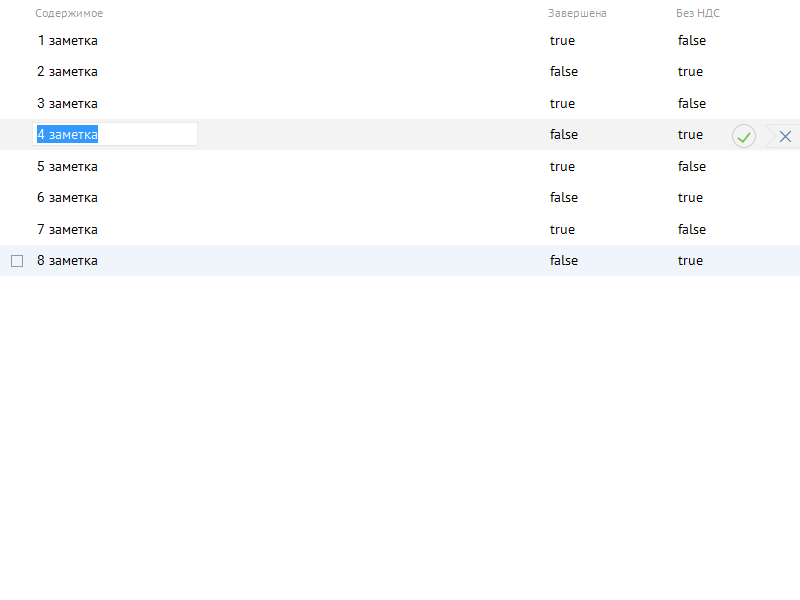 Содержимое Завершена Без НДС
1 заметка true false
2 заметка false true
3 заметка true false
4 заметка false true
5 заметка true false
6 заметка false true
7 заметка true false
8 заметка false true